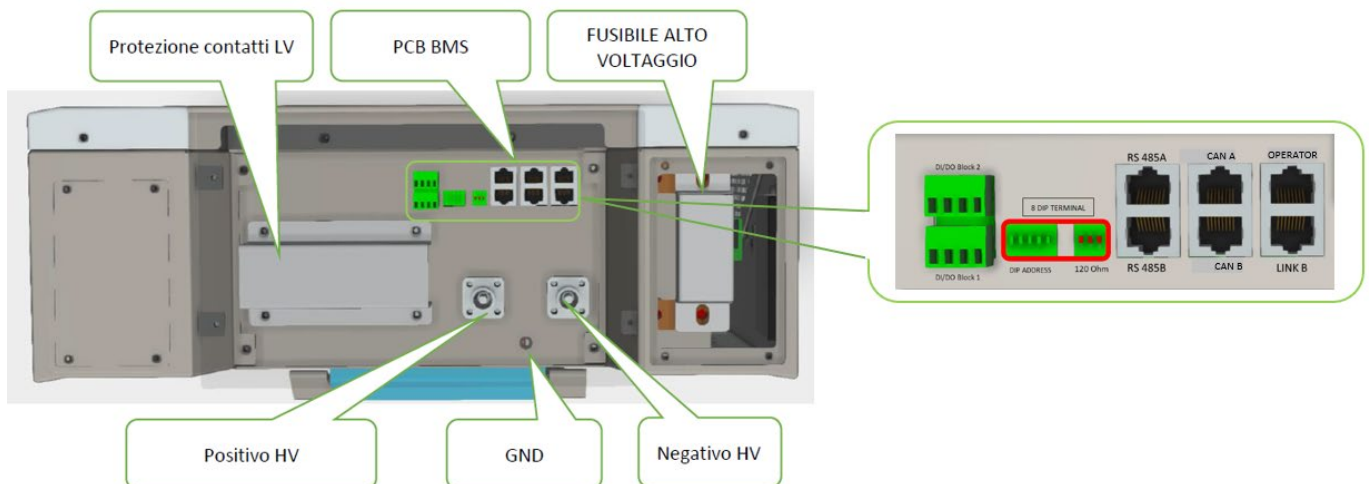 Protezione contatti LV
PCB BMS
FUSIBILE ALTO
VOLTAGGIO
DI/DO Block 2
RS 485A
CAN A
OPERATOR
8 DIP TERMINAL
DIP ADDRESS
120 Ohm
RS 485B
CAN B
LINK B
DI/DO Block 1
Positivo HV
GND
Negativo HV